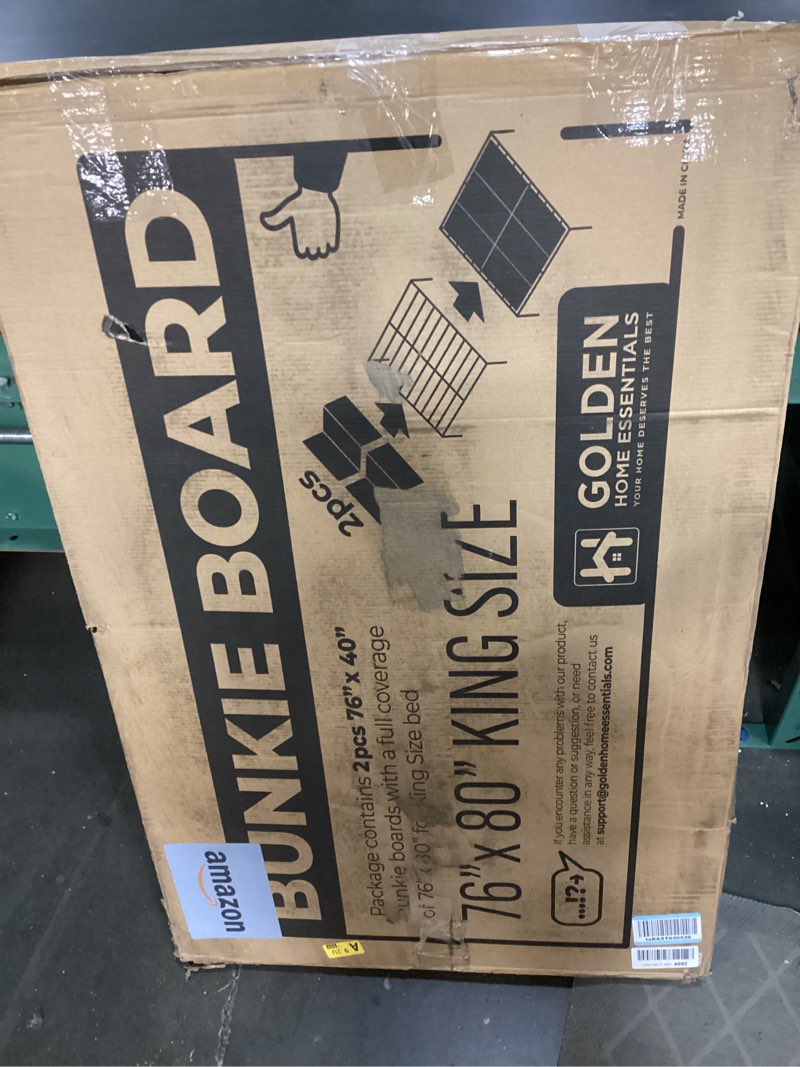 BUNKIE BOARD
2pcs
Package contains 2pcs 76" x 40"
bunkie boards with a full coverage
of 76" x 80" for King Size bed
76" X 80" KING SIZE
If you encounter any problems with our product,
have a question or suggestion, or need
assistance in any way, feel free to contact us
at support@goldenhomeessentials.com
!?
GOLDEN
HOME ESSENTIALS
YOUR HOME DESERVES THE BEST
MADE IN
amazon
A